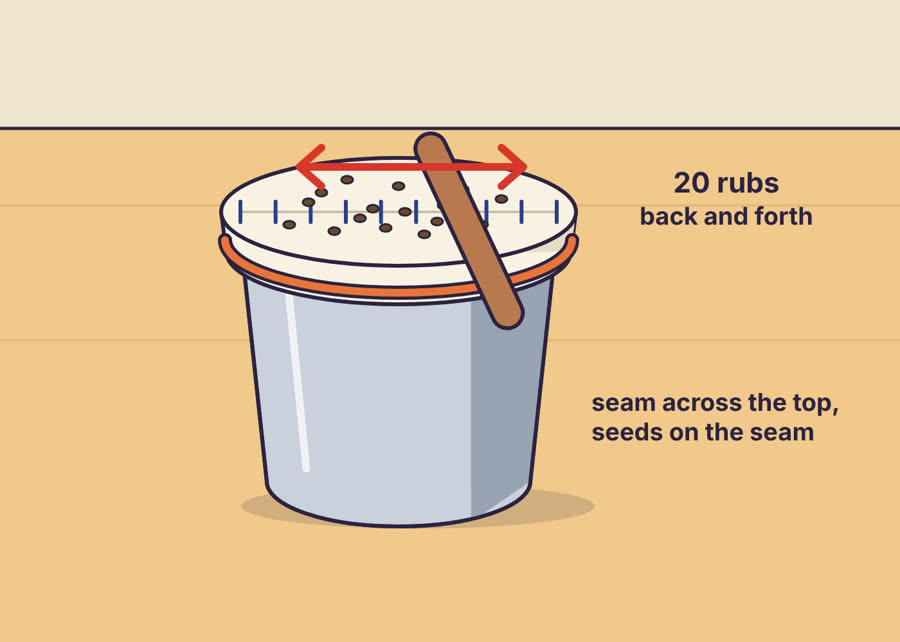 20 rubs
back and forth
seam across the top,
seeds on the seam